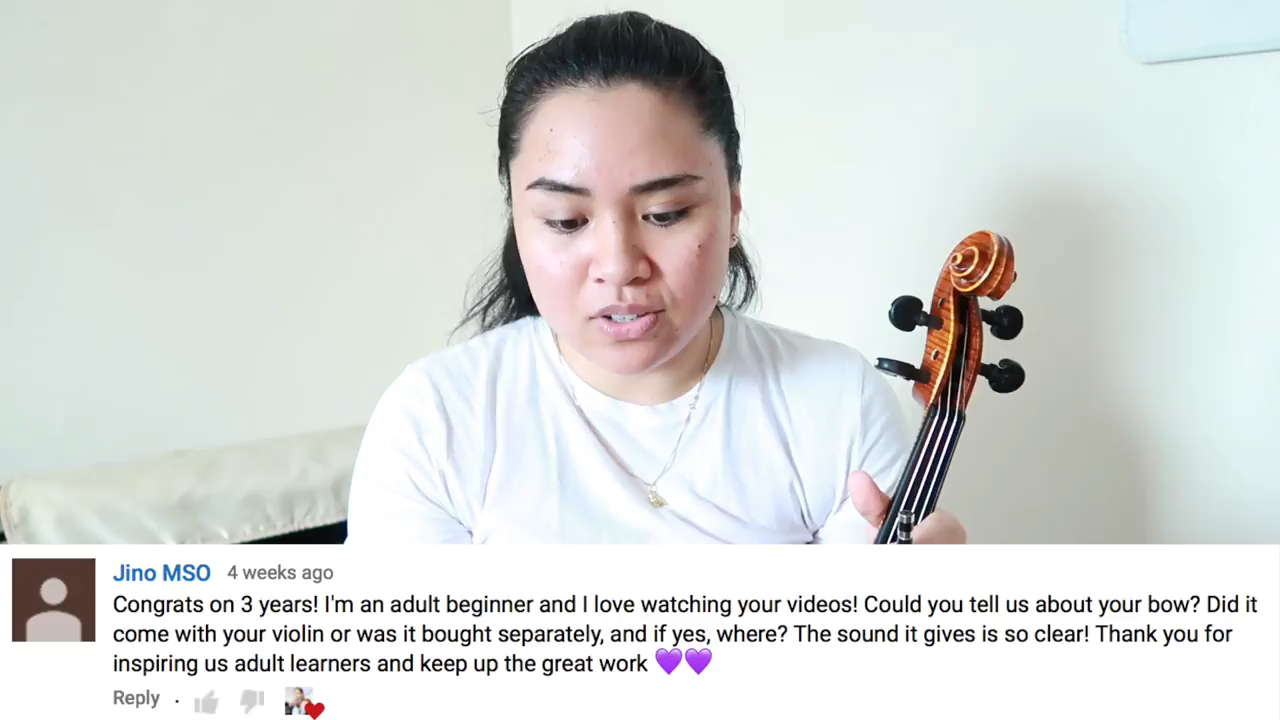 Jino MSO 4 weeks ago
Congrats on 3 years! I'm an adult beginner and I love watching your videos! Could you tell us about your bow? Did it
come with your violin or was it bought separately, and if yes, where? The sound it gives is so clear! Thank you for
inspiring us adult learners and keep up the great work 💜💜
Reply ·